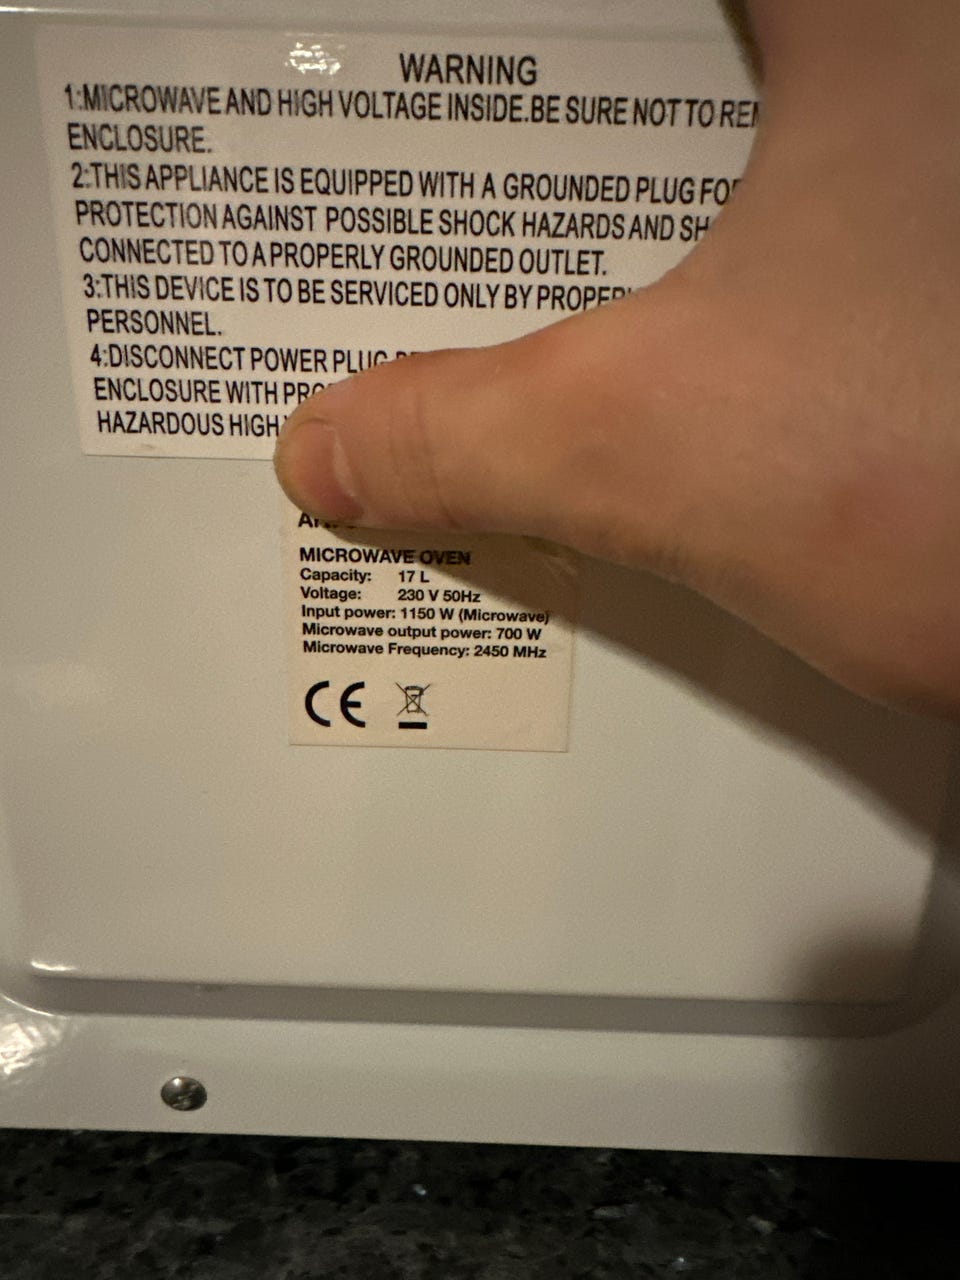 WARNING
1:MICROWAVE AND HIGH VOLTAGE INSIDE.BE SURE NOT TO
ENCLOSURE.
2:THIS APPLIANCE IS EQUIPPED WITH A GROUNDED PLUG
PROTECTION AGAINST POSSIBLE SHOCK HAZARDS AND
CONNECTED TO A PROPERLY GROUNDED OUTLET.
3:THIS DEVICE IS TO BE SERVICED ONLY BY
PERSONNEL.
4:DISCONNECT POWER PLUG
ENCLOSURE WITH
HAZARDOUS HIGH
MICROWAVE OVEN
Capacity: 17 L
Voltage: 230 V 50Hz
Input power: 1150 W (Microwave)
Microwave output power: 700 W
Microwave Frequency: 2450 MHz
CE